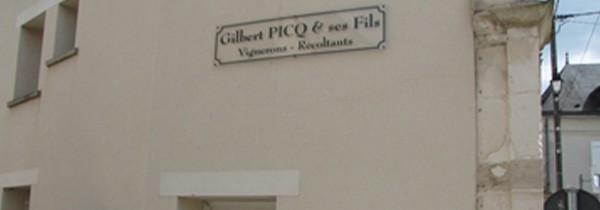 Gilbert PICQ & ses Fils
Vignerons - Récoltants